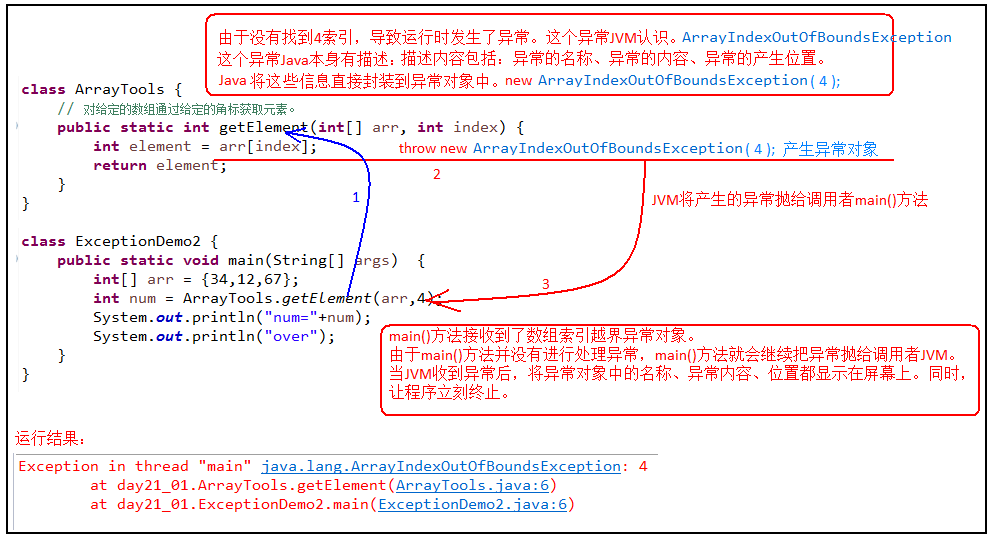 由于没有找到4索引，导致运行时发生了异常。这个异常JVM认识。ArrayIndexOutOfBoundsException
这个异常Java本身有描述：描述内容包括：异常的名称、异常的内容、异常的产生位置。
Java 将这些信息直接封装到异常对象中。new ArrayIndexOutOfBoundsException( 4 );
class ArrayTools {
// 对给定的数组通过给定的角标获取元素。
public static int getElement(int[] arr, int index) {
int element = arr[index]; throw new ArrayIndexOutOfBoundsException( 4 ); 产生异常对象
return element;
2
}
1
JVM将产生的异常抛给调用者main()方法
}
class ExceptionDemo2 {
public static void main(String[] args) {
int[] arr = {34,12,67};
3
int num = ArrayTools.getElement(arr,4);
System.out.println("num="+num);
System.out.println("over");
}
}
main()方法接收到了数组索引越界异常对象。
由于main()方法并没有进行处理异常，main()方法就会继续把异常抛给调用者JVM。
当JVM收到异常后，将异常对象中的名称、异常内容、位置都显示在屏幕上。同时，
让程序立刻终止。
运行结果：
Exception in thread "main" java.lang.ArrayIndexOutOfBoundsException: 4
at day21_01.ArrayTools.getElement(ArrayTools.java:6)
at day21_01.ExceptionDemo2.main(ExceptionDemo2.java:6)